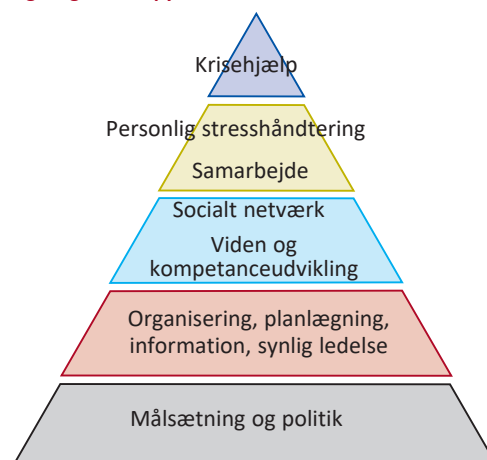 Krisehjælp
Personlig stresshåndtering
Samarbejde
Socialt netværk
Viden og
kompetanceudvikling
Organisering, planlægning,
information, synlig ledelse
Målsætning og politik